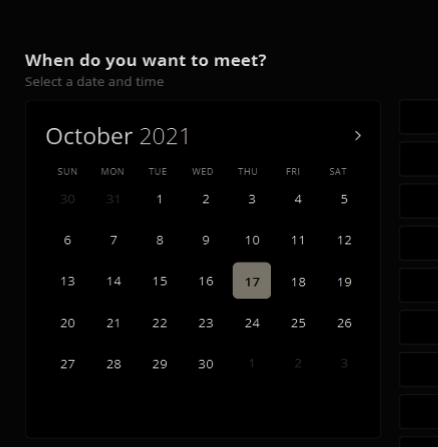 When do you want to meet?
Select a date and time
October 2021
SUN MON TUE WED THU FRI SAT
30 31 1 2 3 4 5
6 7 8 9 10 11 12
13 14 15 16 17 18 19
20 21 22 23 24 25 26
27 28 29 30 1 2 3